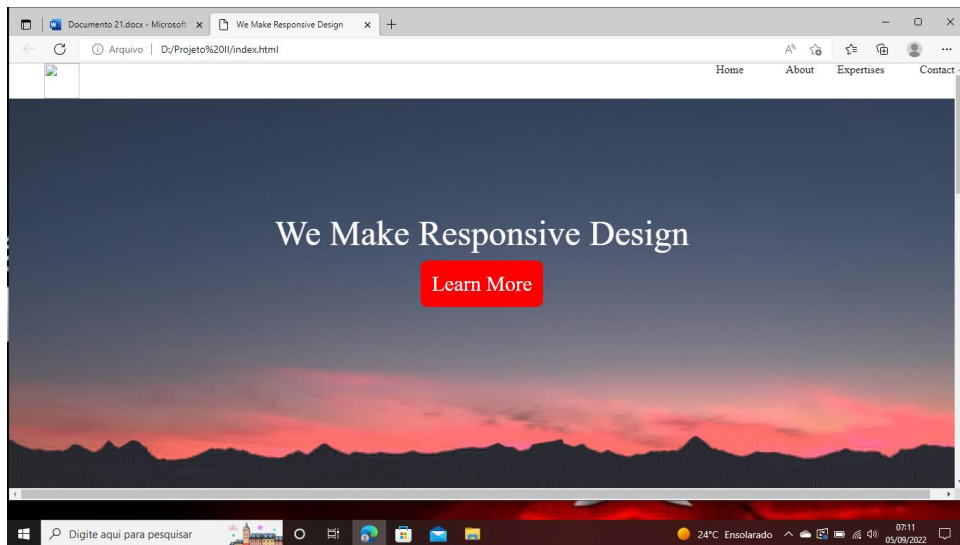 Documento 21.docx - Microsoft
We Make Responsive Design
Arquivo
D:/Projeto%20II/index.html
Home About Expertises Contact
We Make Responsive Design
Learn More
Digite aqui para pesquisar
24°C Ensolarado
07:11
05/09/2022